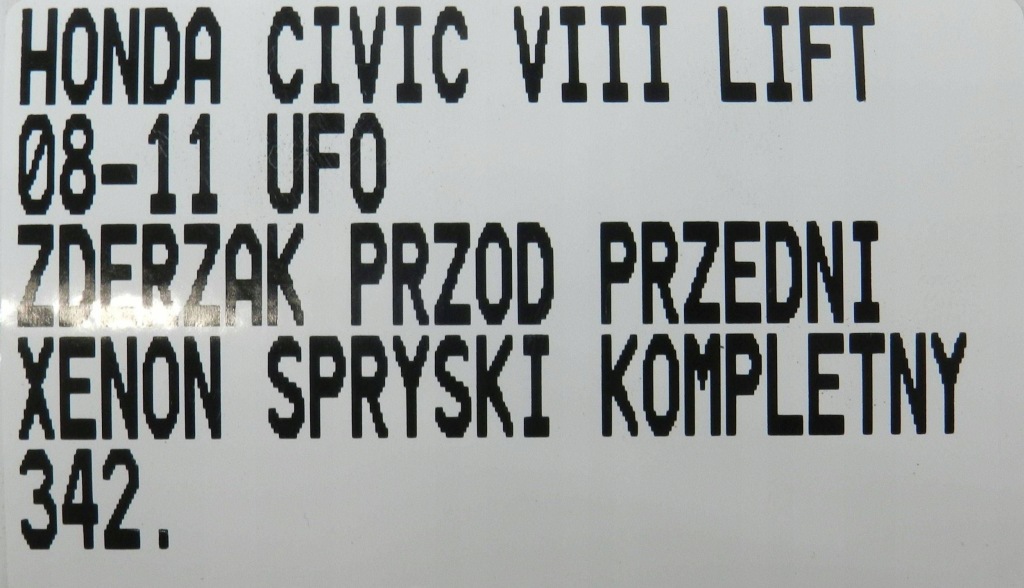 HONDA CIVIC VIII LIFT
08-11 UFO
ZDERZAK PRZOD PRZEDNI
XENON SPRYSKI KOMPLETNY
342.